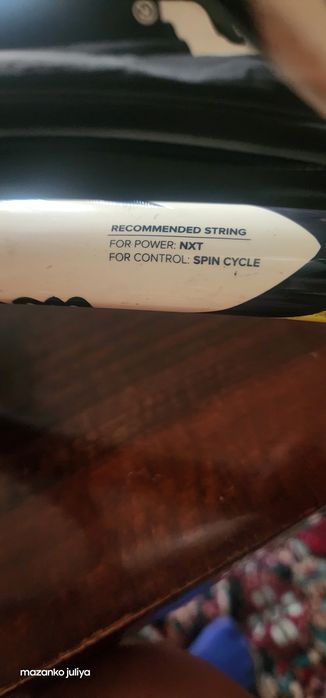 RECOMMENDED STRING
FOR POWER: NXT
FOR CONTROL: SPIN CYCLE
mazanko juliya